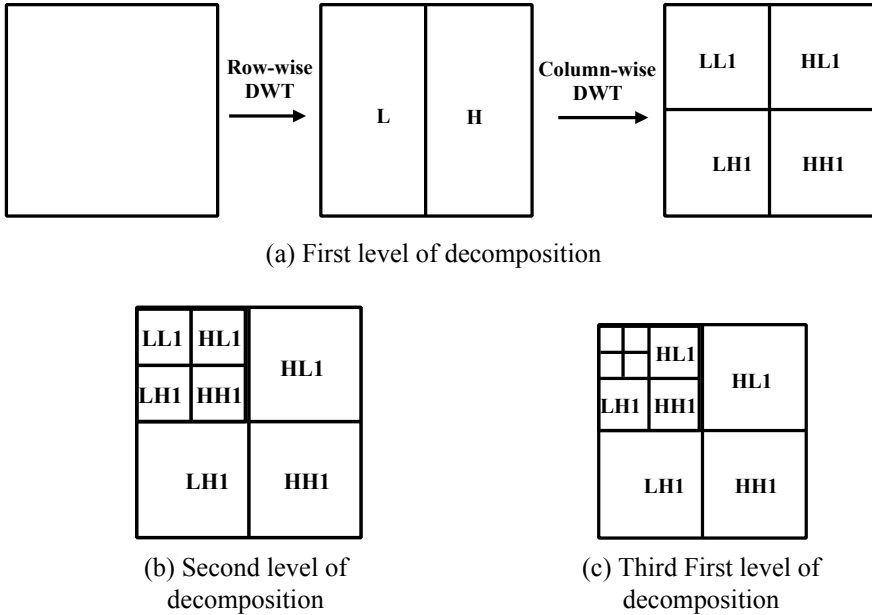 Row-wise
DWT
L
H
Column-wise
DWT
LL1
HL1
LH1
HH1
(a) First level of decomposition
LL1
HL1
HL1
LH1
HH1
LH1
HH1
(b) Second level of
decomposition
HL1
HL1
LH1
HH1
LH1
HH1
(c) Third First level of
decomposition